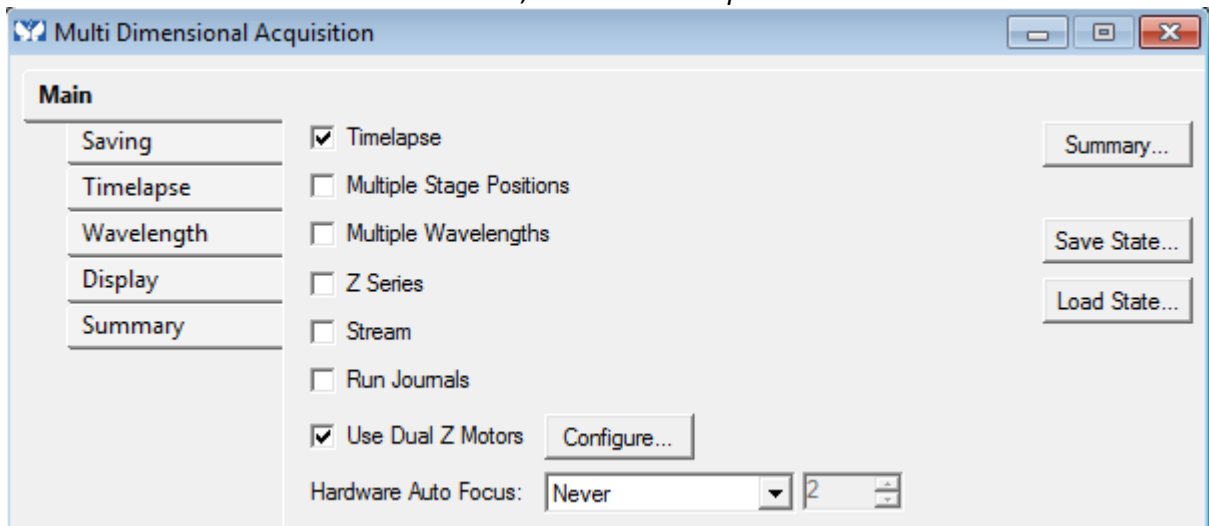 Multi Dimensional Acquisition
Main
Saving
Timelapse
Wavelength
Display
Summary
Timelapse
Multiple Stage Positions
Multiple Wavelengths
Z Series
Stream
Run Journals
Use Dual Z Motors Configure...
Hardware Auto Focus: Never 2
Summary...
Save State...
Load State...